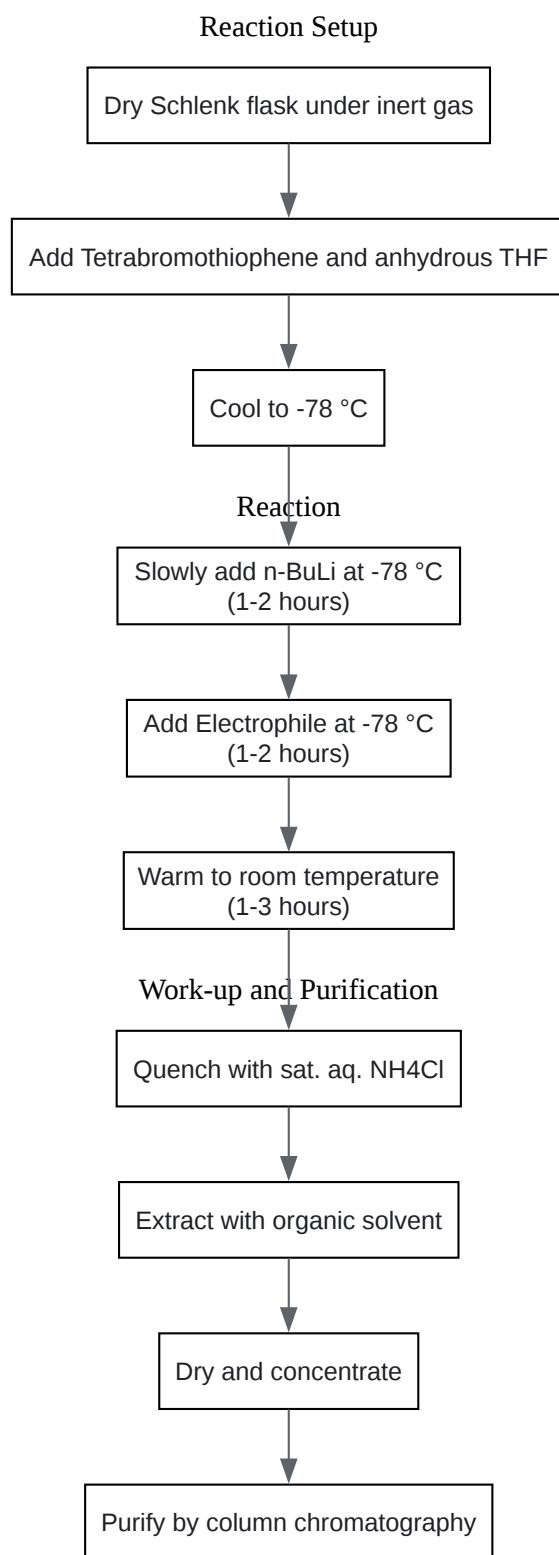 Reaction Setup
Dry Schlenk flask under inert gas
Add Tetrabromothiophene and anhydrous THF
Cool to -78 °C
Reaction
Slowly add n-BuLi at -78 °C
(1-2 hours)
Add Electrophile at -78 °C
(1-2 hours)
Warm to room temperature
(1-3 hours)
Work-up and Purification
Quench with sat. aq. NH4Cl
Extract with organic solvent
Dry and concentrate
Purify by column chromatography